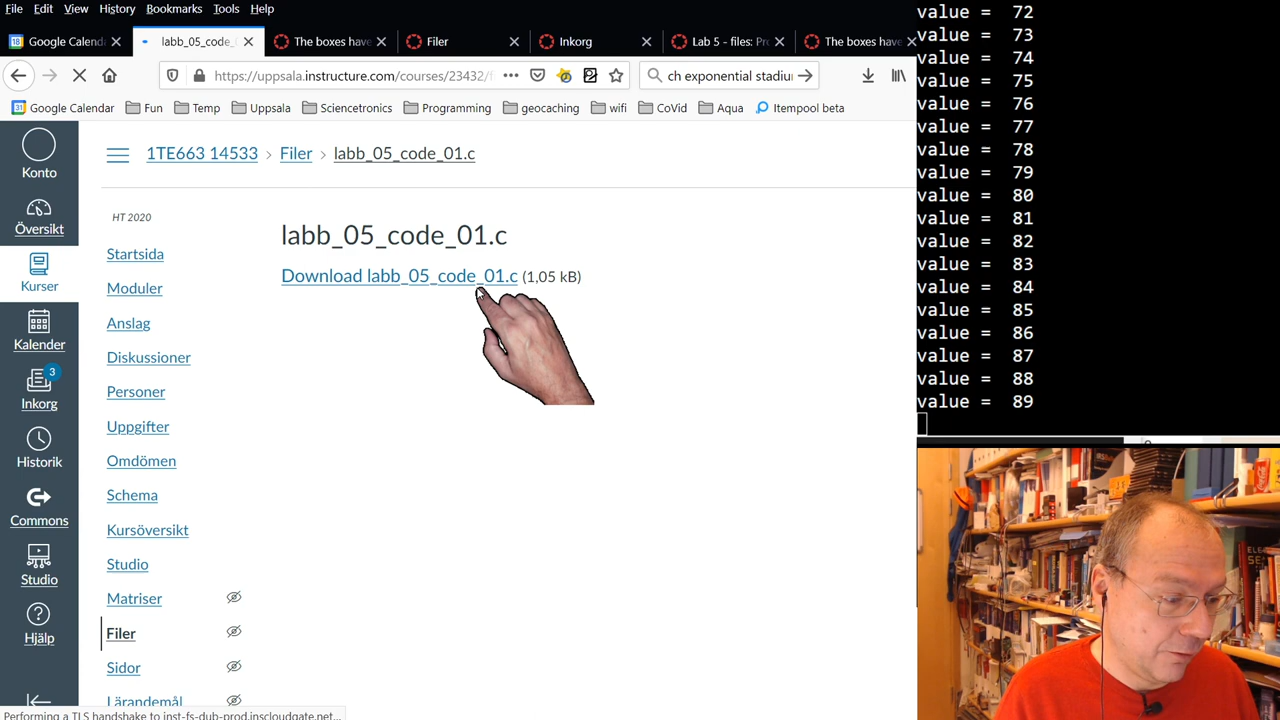 File Edit View History Bookmarks Tools Help
Google Calend
labb_05_code_
The boxes have
Filer
Inkorg
Lab 5 - files: Pro
The boxes have
https://uppsala.instructure.com/courses/23432/f
ch exponential stadiu
Google Calendar Fun Temp Uppsala Sciencetronics Programming geocaching wifi CoVid Aqua Itempool beta
Konto
Översikt
Kurser
Kalender
3
Inkorg
Historik
Commons
Studio
Hjälp
1TE663 14533 > Filer > labb_05_code_01.c
HT 2020
Startsida
Moduler
Anslag
Diskussioner
Personer
Uppgifter
Omdömen
Schema
Kursöversikt
Studio
Matriser
Filer
Sidor
Lärandemål
labb_05_code_01.c
Download labb_05_code_01.c (1,05 kB)
Performing a TLS handshake to inst-fs-dub-prod.inscloudgate.net...
value = 72
value = 73
value = 74
value = 75
value = 76
value = 77
value = 78
value = 79
value = 80
value = 81
value = 82
value = 83
value = 84
value = 85
value = 86
value = 87
value = 88
value = 89